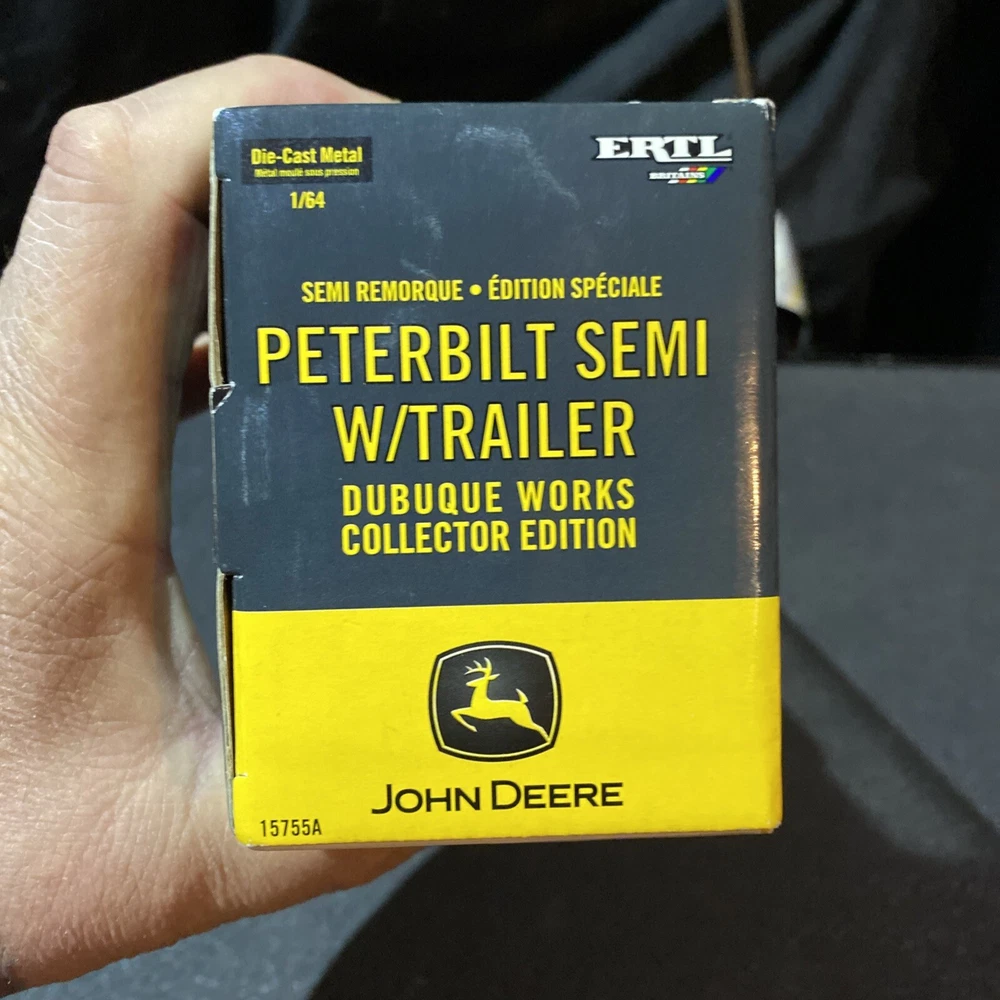 Die-Cast Metal
Métal moulé sous pression
1/64
ERTL
BRITAINS
SEMI REMORQUE • ÉDITION SPÉCIALE
PETERBILT SEMI
W/TRAILER
DUBUQUE WORKS
COLLECTOR EDITION
JOHN DEERE
15755A